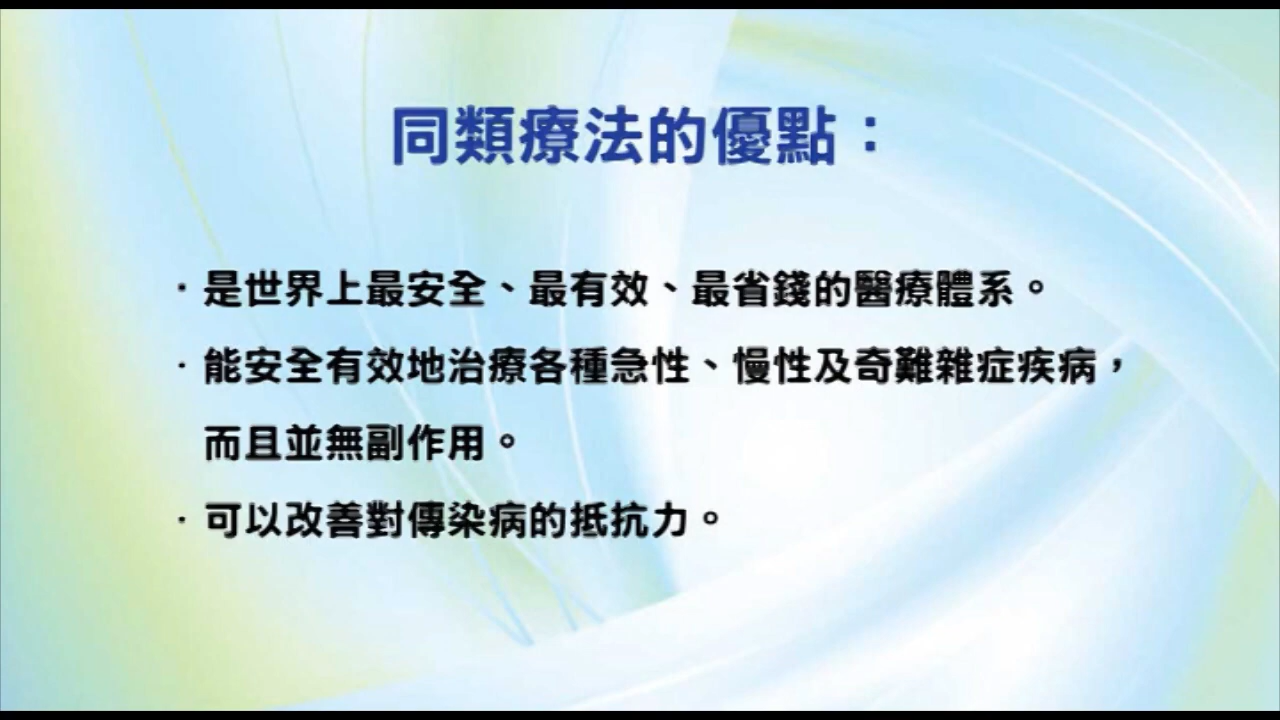 同類療法的優點：
·是世界上最安全、最有效、最省錢的醫療體系。
·能安全有效地治療各種急性、慢性及奇難雜症疾病，
而且並無副作用。
·可以改善對傳染病的抵抗力。